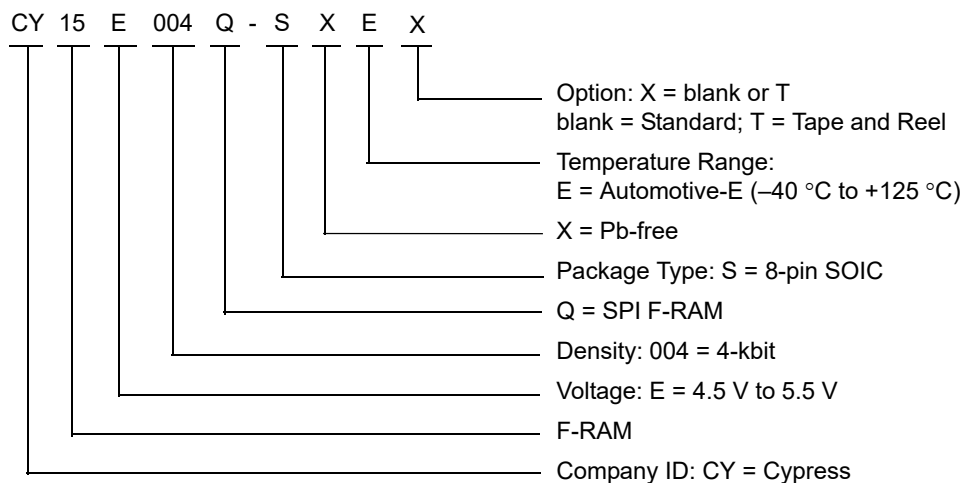 CY 15 E 004 Q - S X E X
Option: X = blank or T
blank = Standard; T = Tape and Reel
Temperature Range:
E = Automotive-E (–40 °C to +125 °C)
X = Pb-free
Package Type: S = 8-pin SOIC
Q = SPI F-RAM
Density: 004 = 4-kbit
Voltage: E = 4.5 V to 5.5 V
F-RAM
Company ID: CY = Cypress